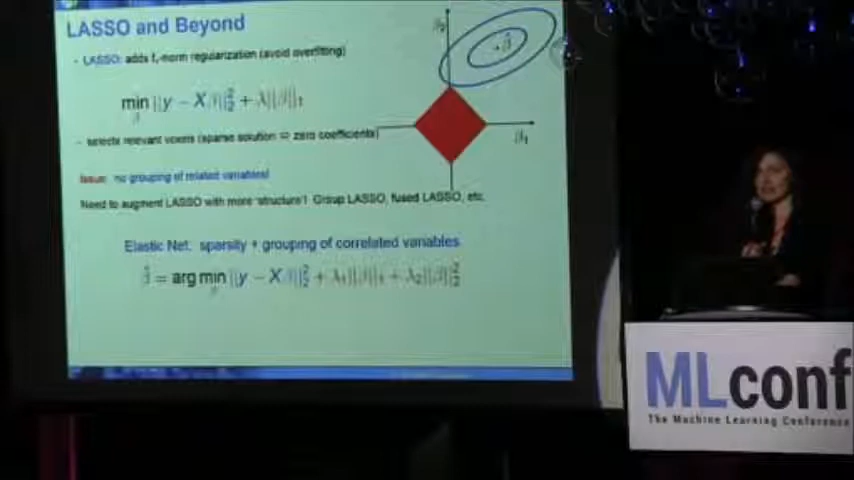 LASSO and Beyond
- LASSO: adds l₁-norm regularization (avoid overfitting)
min ||y − Xβ||₂² + λ||β||₁
β
- selects relevant voxels (sparse solution = zero coefficients)
Issue: no grouping of related variables!
Need to augment LASSO with more 'structure'! Group LASSO, fused LASSO, etc.
Elastic Net: sparsity + grouping of correlated variables
β̂ = arg min ||y − Xβ||₂² + λ₁||β||₁ + λ₂||β||₂²
β
β₂
β̂
β₁
MLconf
The Machine Learning Conference